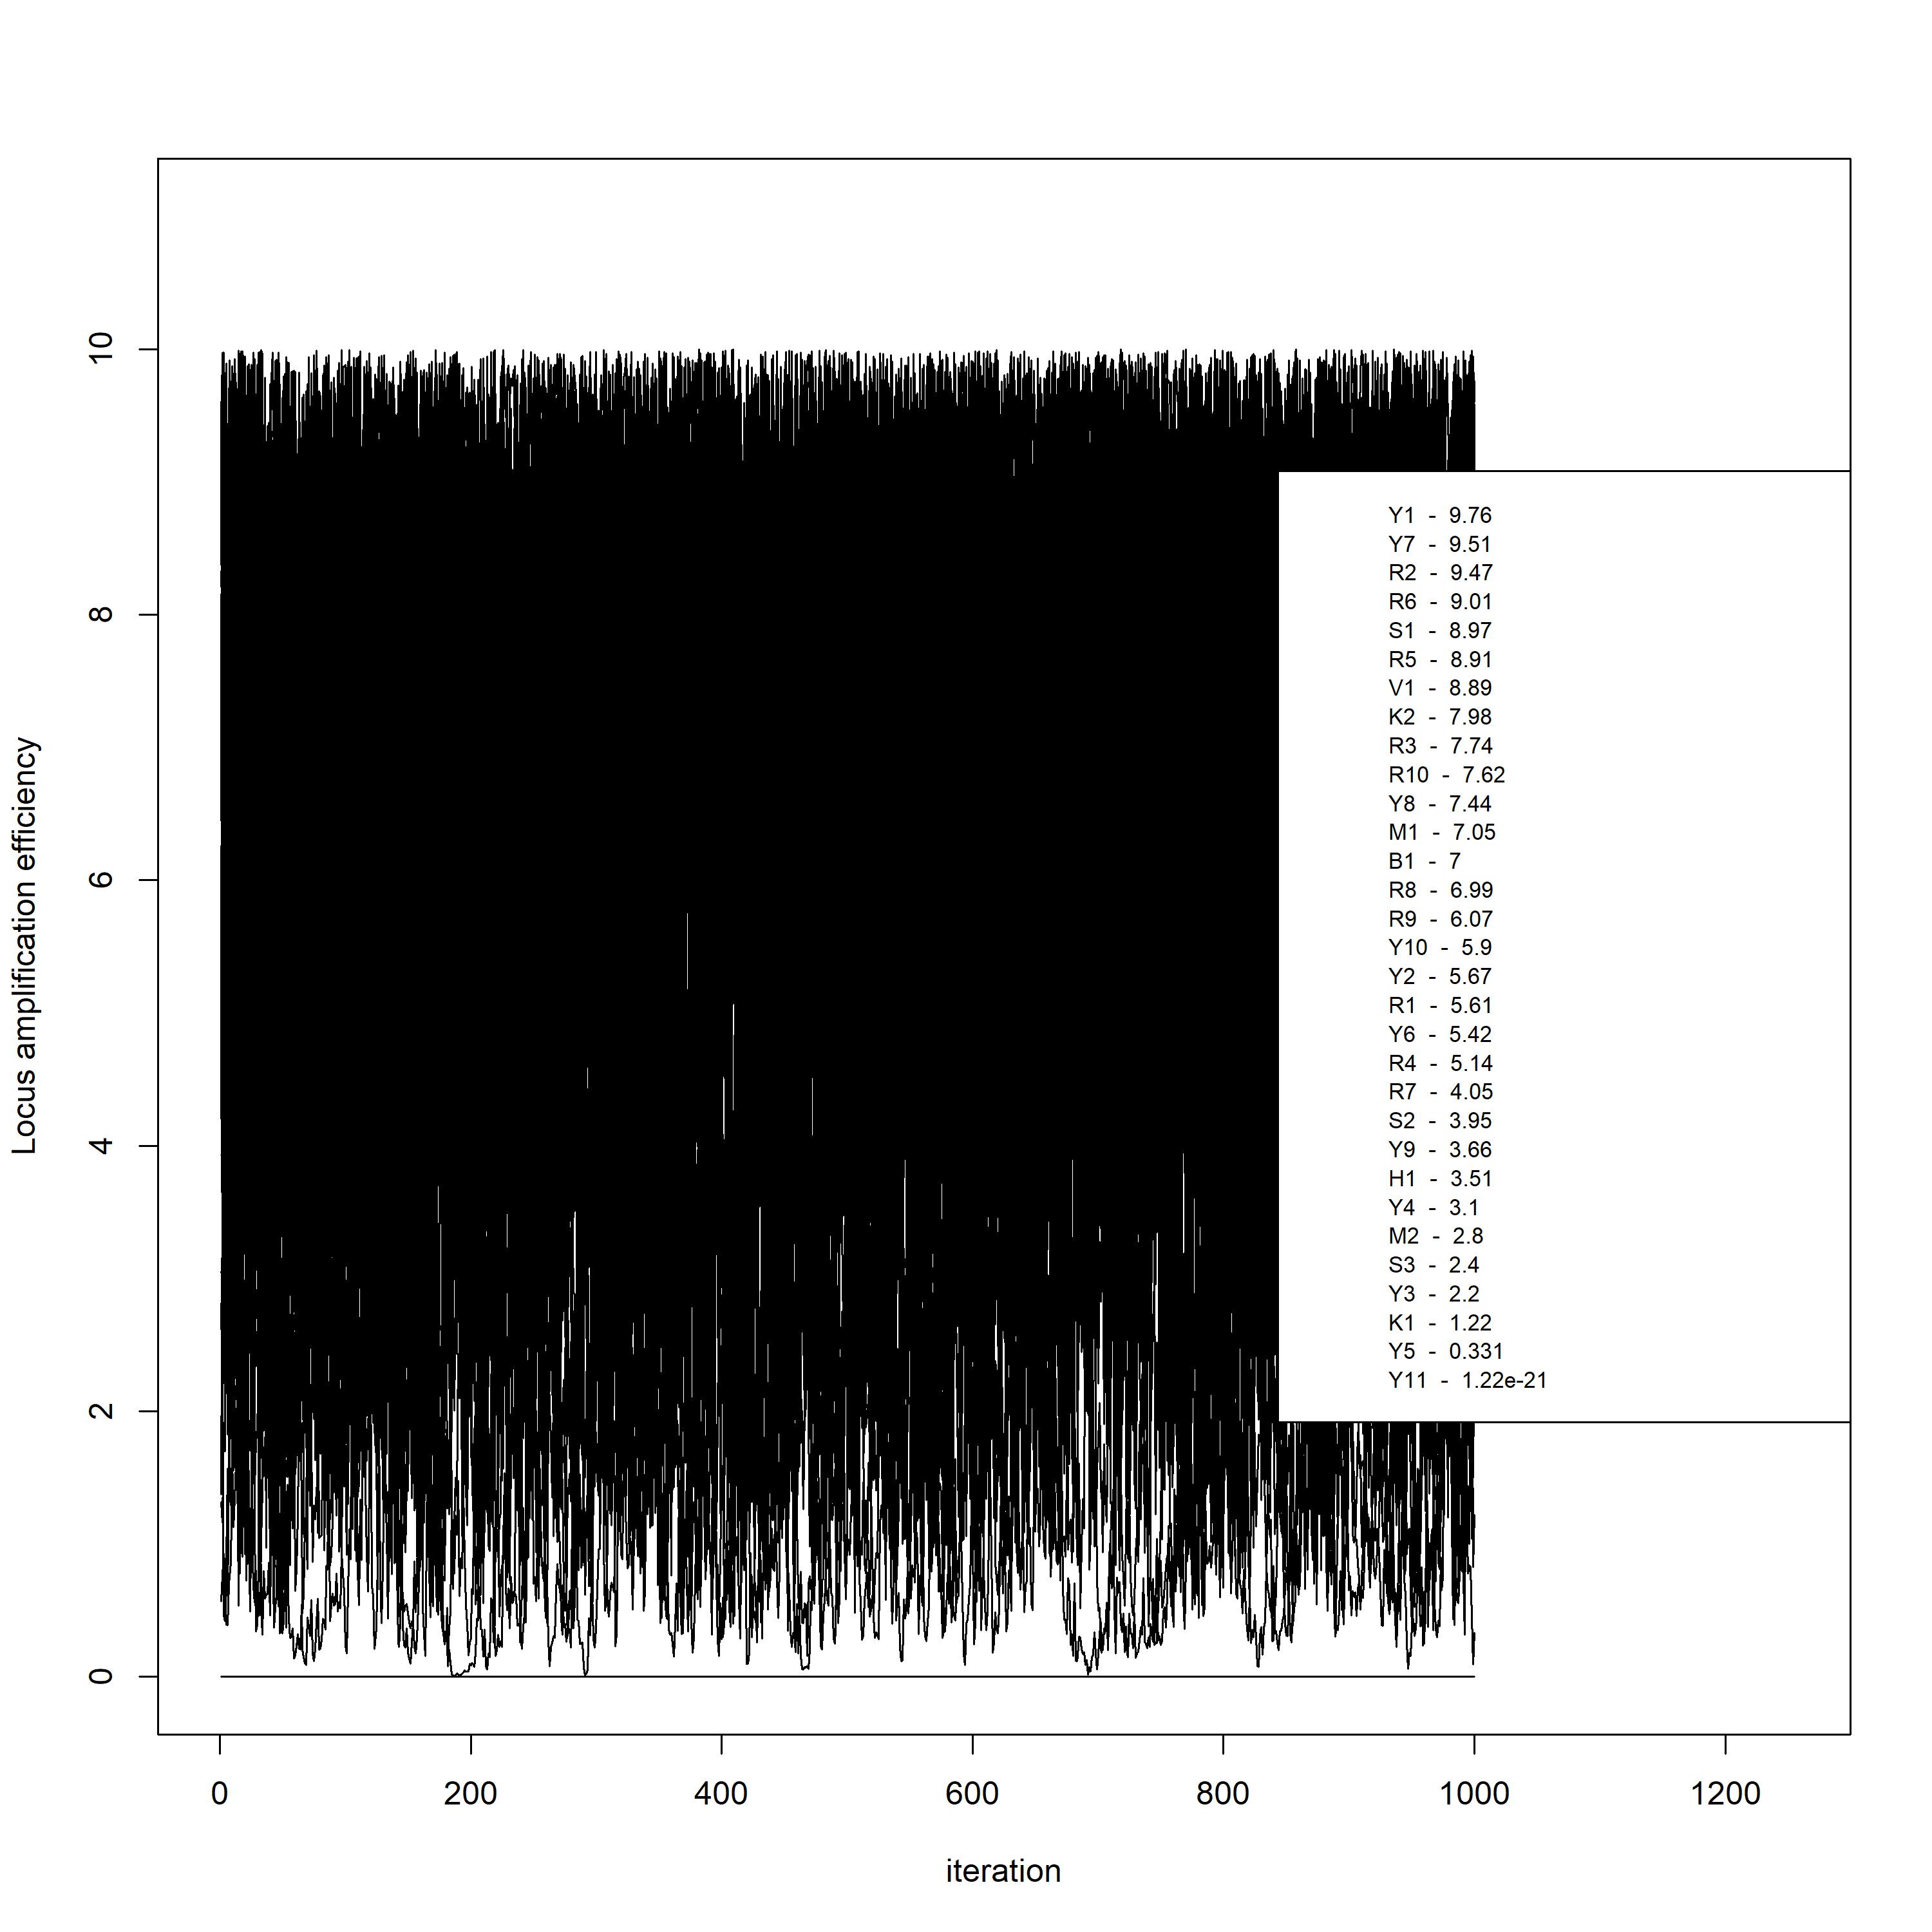 Locus amplification efficiency
10
8
6
4
2
0
Y1 - 9.76
Y7 - 9.51
R2 - 9.47
R6 - 9.01
S1 - 8.97
R5 - 8.91
V1 - 8.89
K2 - 7.98
R3 - 7.74
R10 - 7.62
Y8 - 7.44
M1 - 7.05
B1 - 7
R8 - 6.99
R9 - 6.07
Y10 - 5.9
Y2 - 5.67
R1 - 5.61
Y6 - 5.42
R4 - 5.14
R7 - 4.05
S2 - 3.95
Y9 - 3.66
H1 - 3.51
Y4 - 3.1
M2 - 2.8
S3 - 2.4
Y3 - 2.2
K1 - 1.22
Y5 - 0.331
Y11 - 1.22e-21
0 200 400 600 800 1000 1200
iteration